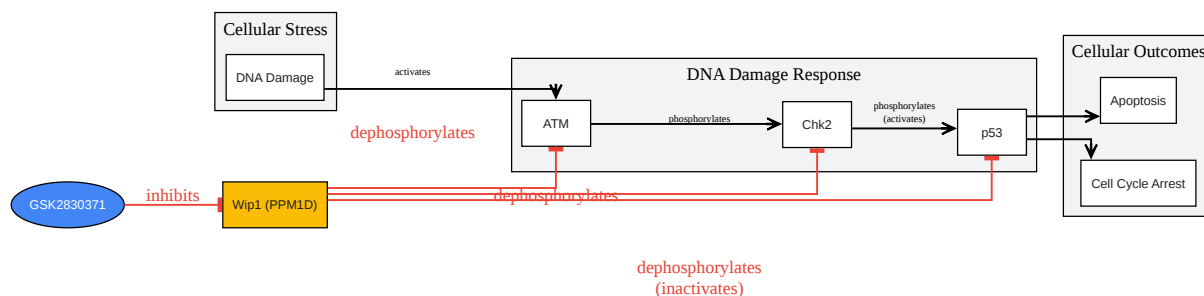 Cellular Stress
DNA Damage
activates
DNA Damage Response
ATM
phosphorylates
Chk2
phosphorylates
(activates)
p53
Cellular Outcomes
Apoptosis
Cell Cycle Arrest
dephosphorylates
GSK2830371
inhibits
Wip1 (PPM1D)
dephosphorylates
dephosphorylates
(inactivates)